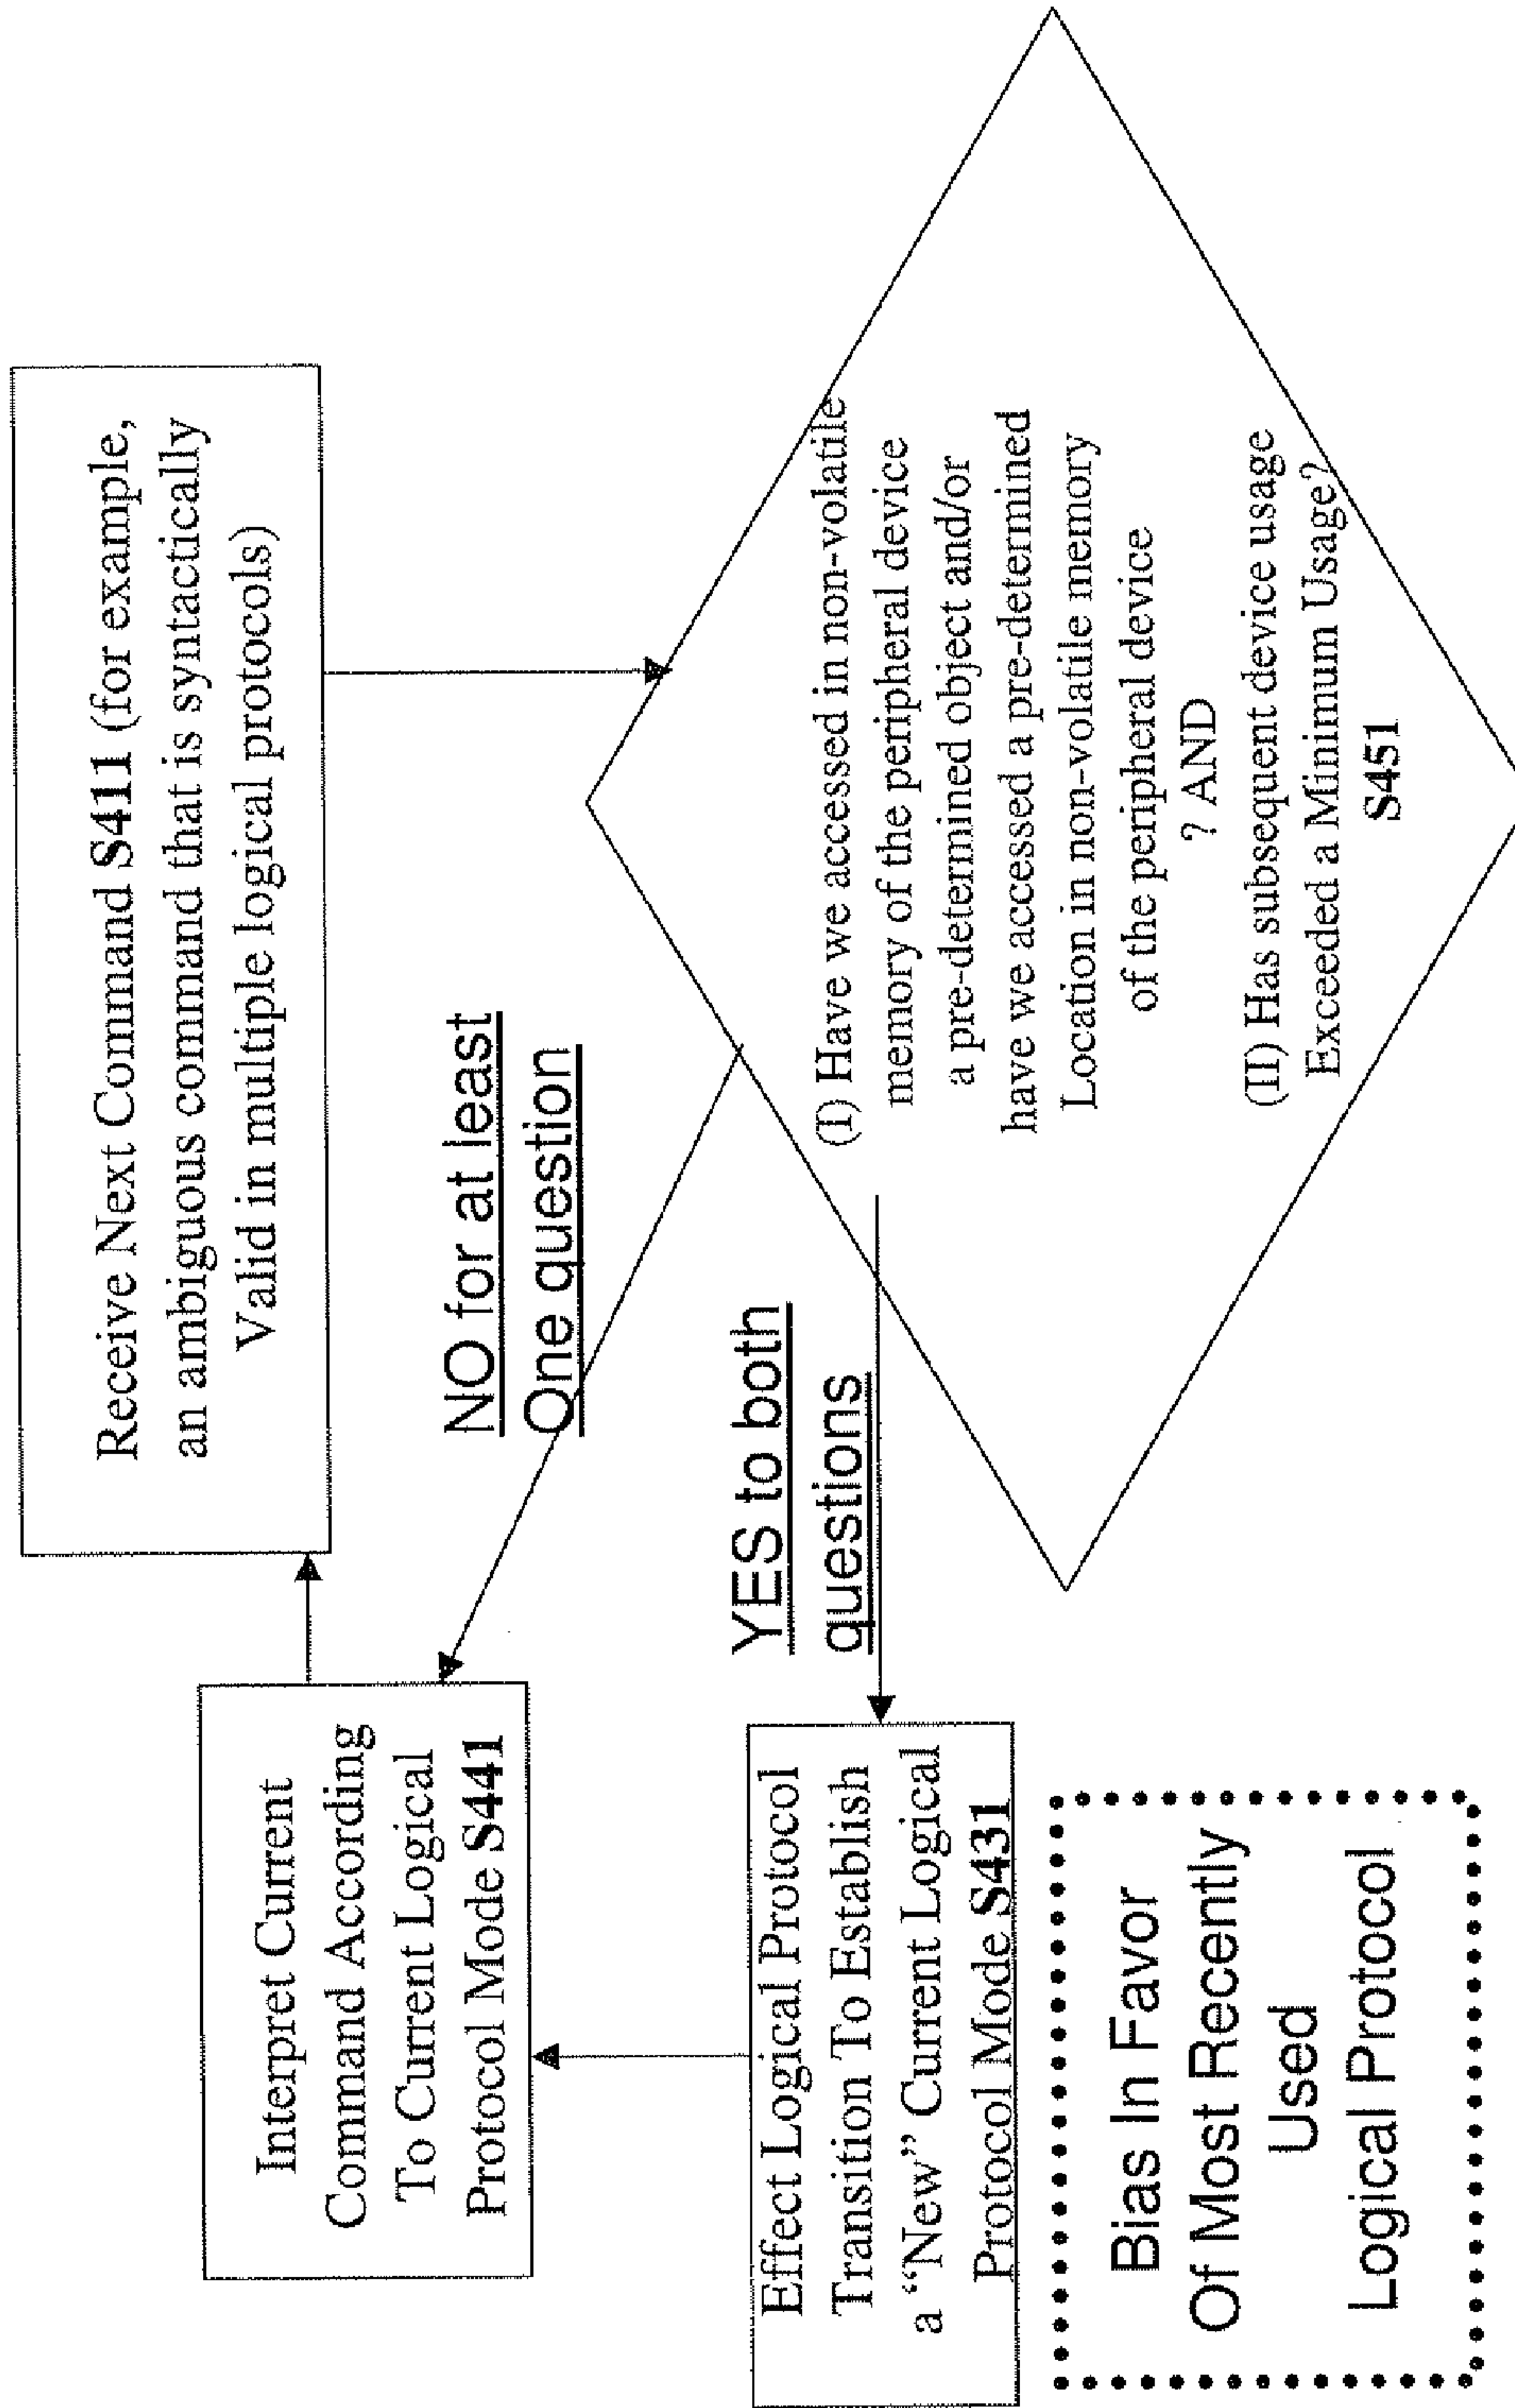 Receive Next Command S411 (for example,
an ambiguous command that is syntactically
Valid in multiple logical protocols)
Interpret Current
Command According
To Current Logical
Protocol Mode S441
NO for at least
One question
YES to both
questions
(I) Have we accessed in non-volatile
memory of the peripheral device
a pre-determined object and/or
have we accessed a pre-determined
Location in non-volatile memory
of the peripheral device
? AND
(II) Has subsequent device usage
Exceeded a Minimum Usage?
S451
Effect Logical Protocol
Transition To Establish
a “New” Current Logical
Protocol Mode S431
Bias In Favor
Of Most Recently
Used
Logical Protocol